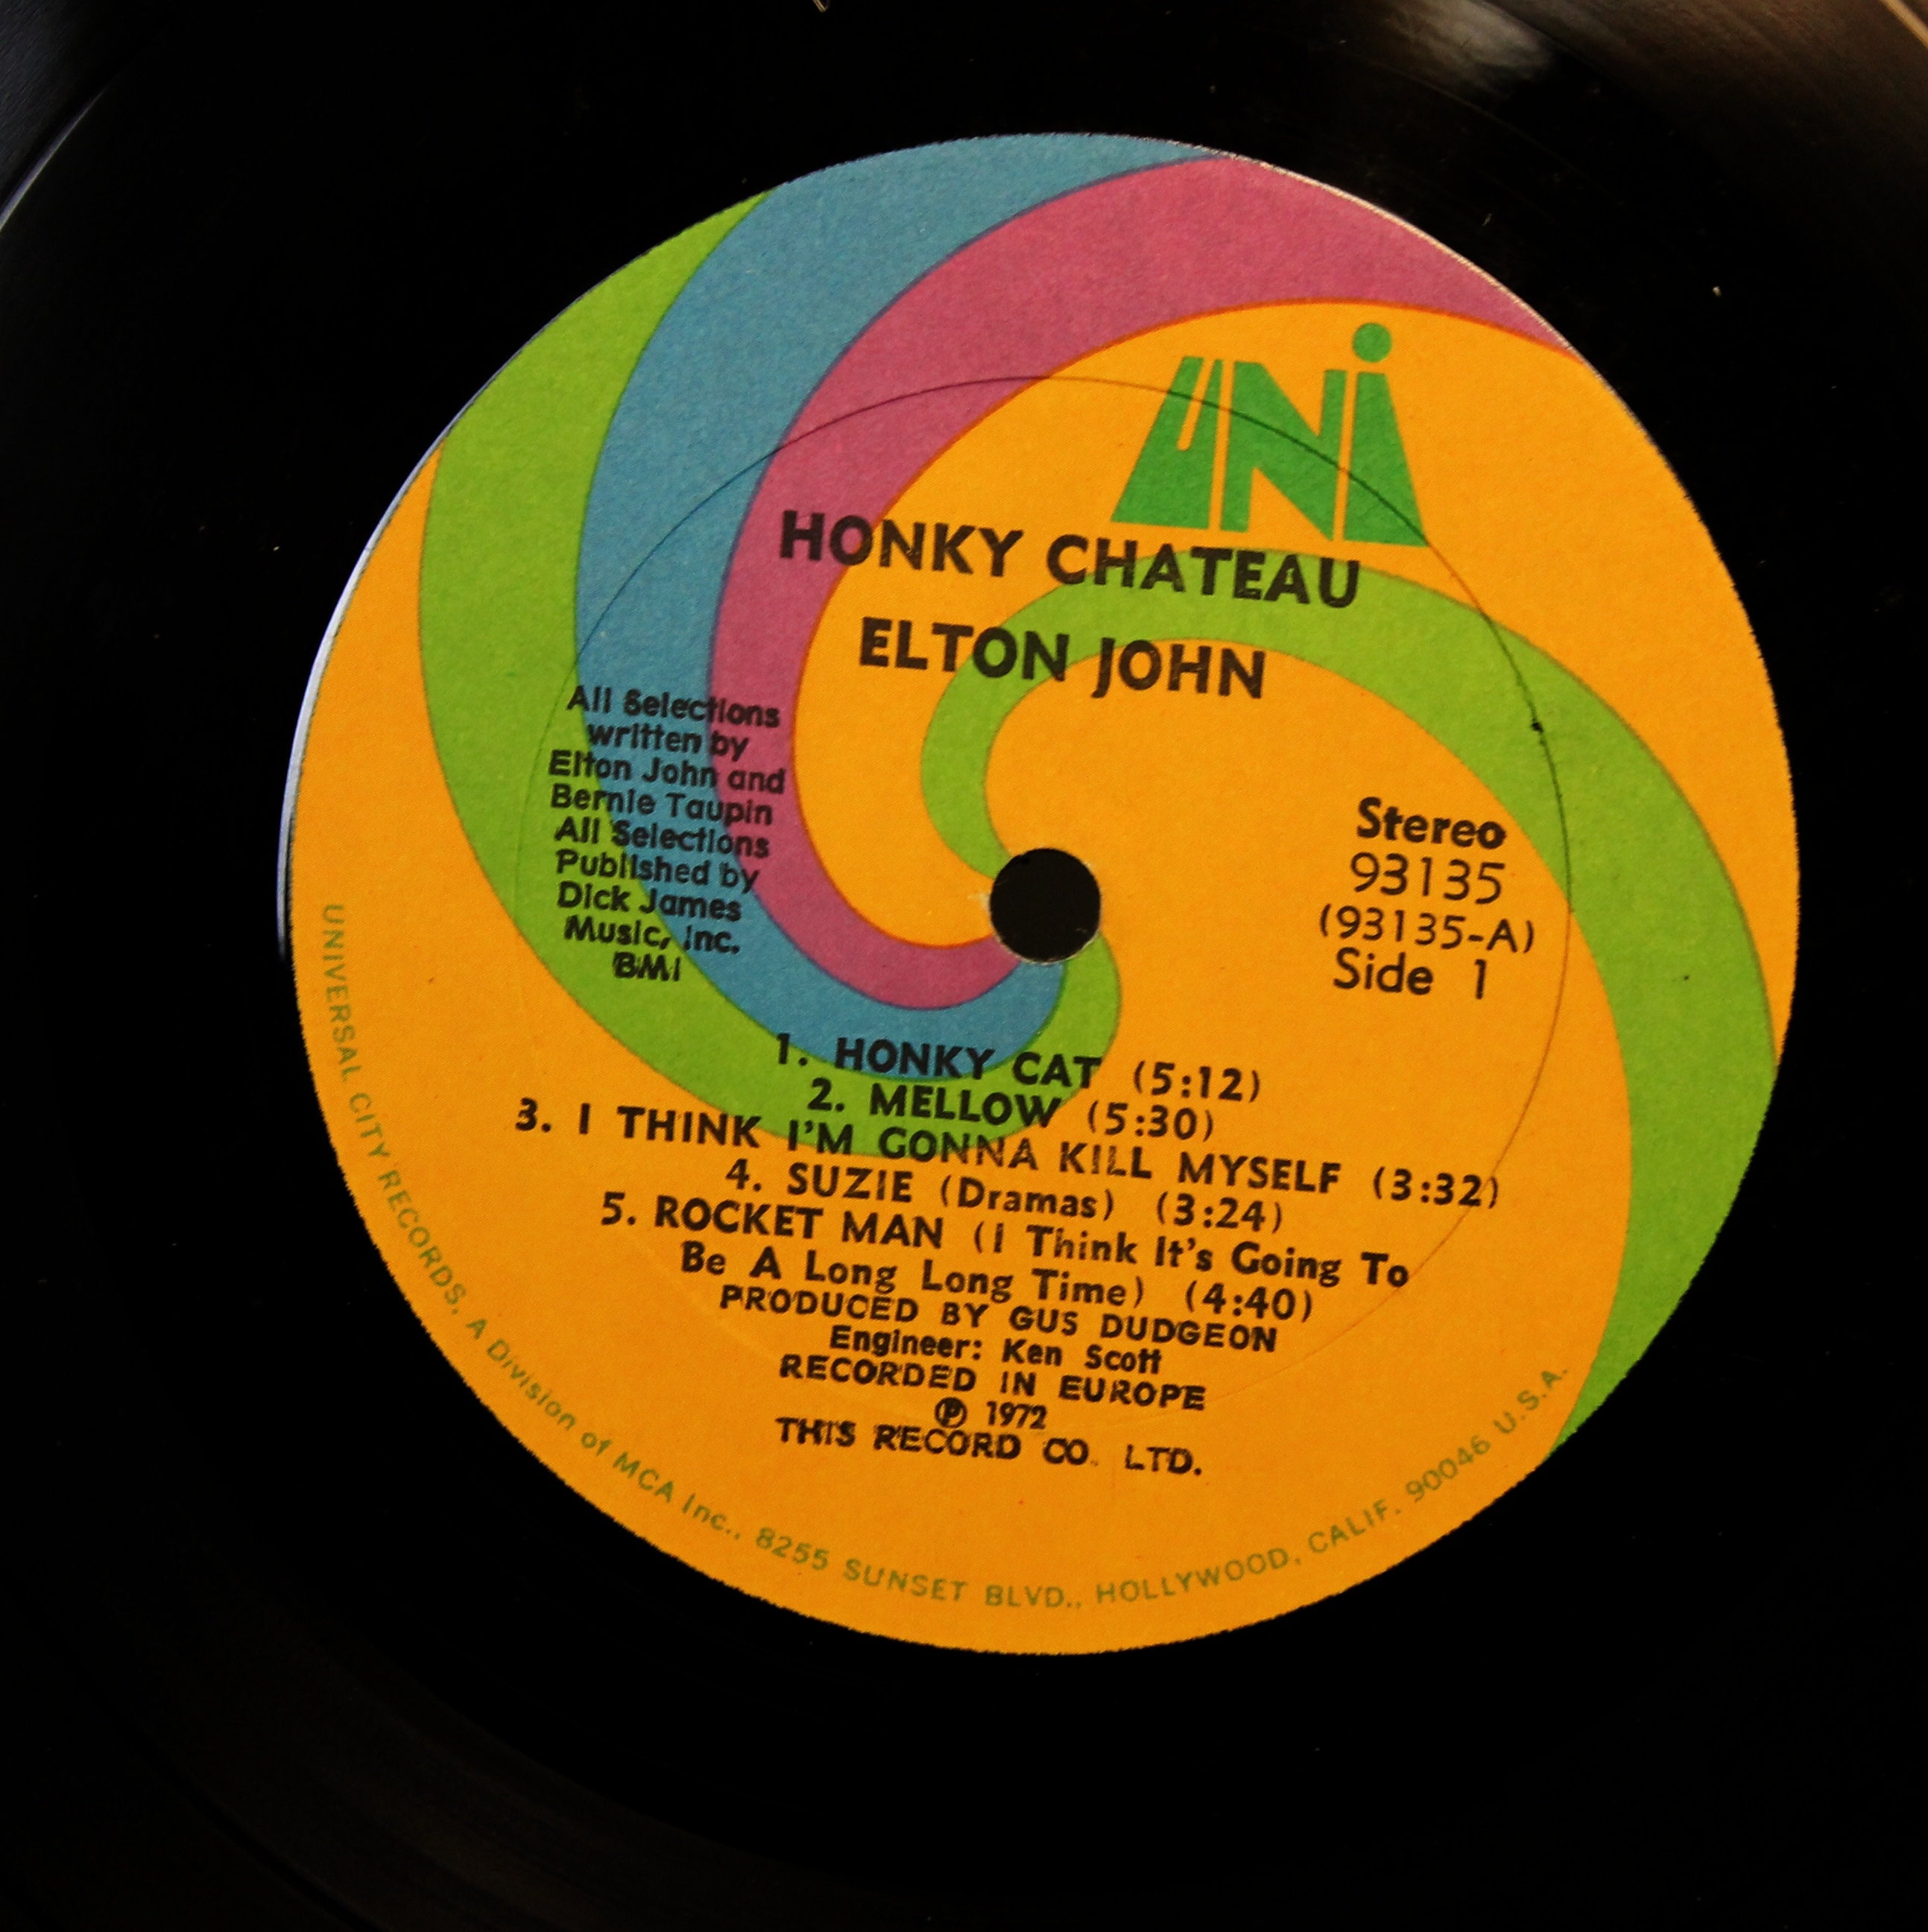 UNi
HONKY CHATEAU
ELTON JOHN
All Selections
written by
Elton John and
Bernie Taupin
All Selections
Published by
Dick James
Music, Inc.
BMI
Stereo
93135
(93135-A)
Side 1
1. HONKY CAT (5:12)
2. MELLOW (5:30)
3. I THINK I'M GONNA KILL MYSELF (3:32)
4. SUZIE (Dramas) (3:24)
5. ROCKET MAN (I Think It's Going To
Be A Long Long Time) (4:40)
PRODUCED BY GUS DUDGEON
Engineer: Ken Scott
RECORDED IN EUROPE
℗ 1972
THIS RECORD CO. LTD.
UNIVERSAL CITY RECORDS, A Division of MCA Inc., 8255 SUNSET BLVD., HOLLYWOOD, CALIF. 90046 U.S.A.